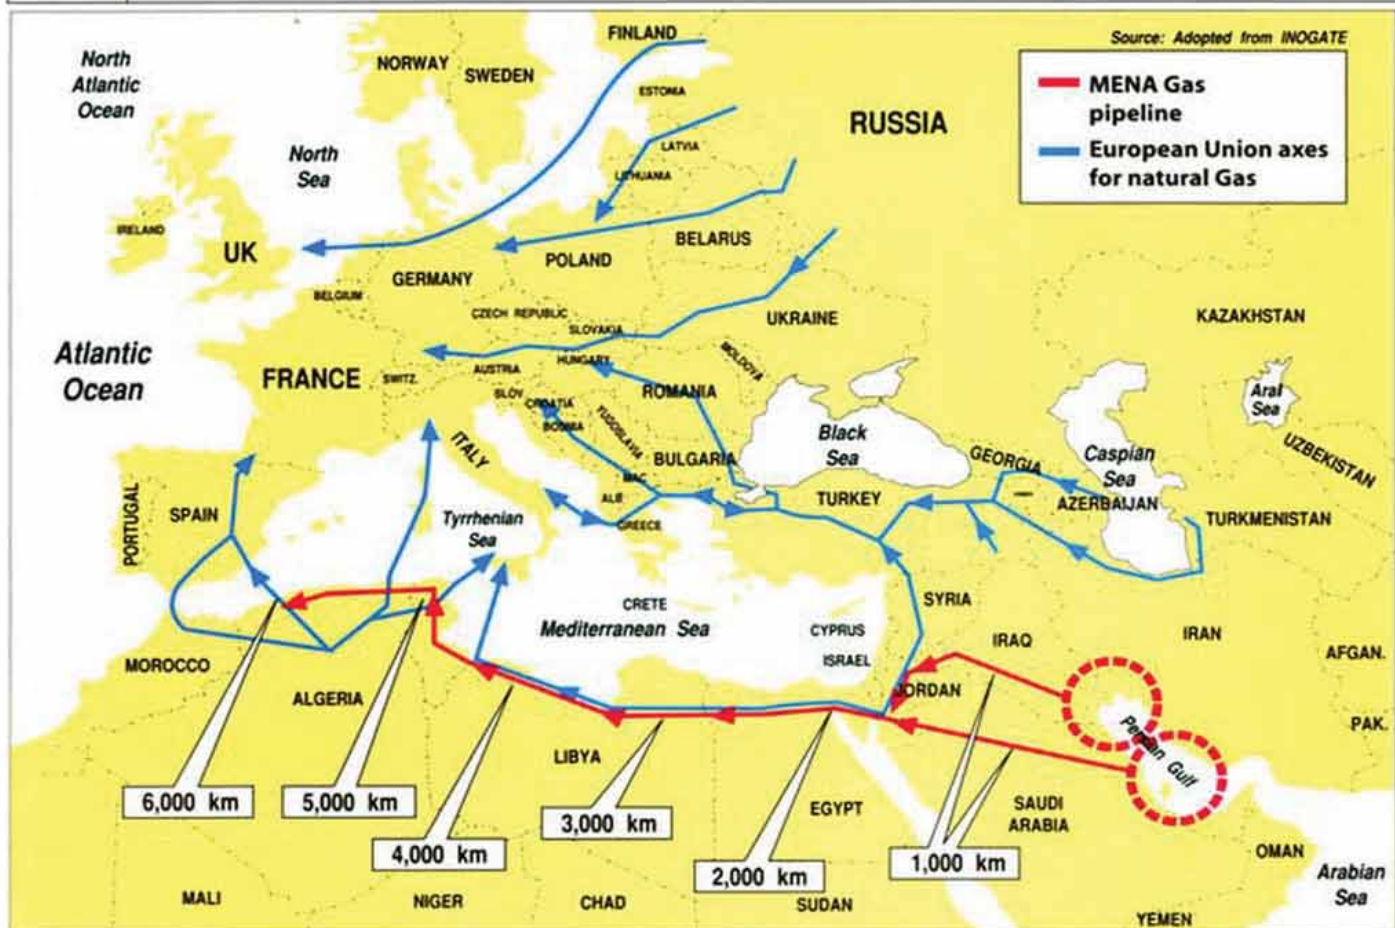 North
Atlantic
Ocean
NORWAY
SWEDEN
FINLAND
Source: Adopted from INOGATE
MENA Gas
pipeline
European Union axes
for natural Gas
ESTONIA
RUSSIA
North
Sea
LATVIA
LITHUANIA
IRELAND
UK
BELARUS
POLAND
GERMANY
BELGIUM
CZECH REPUBLIC
SLOVAKIA
UKRAINE
KAZAKHSTAN
Atlantic
Ocean
FRANCE
SWITZ.
AUSTRIA
HUNGARY
MOLDOVA
ROMANIA
SLOV
CROATIA
BOSNIA
YUGOSLAVIA
Aral
Sea
UZBEKISTAN
ITALY
Black
Sea
BULGARIA
GEORGIA
Caspian
Sea
MAC
ALB
GREECE
TURKEY
AZERBAIJAN
TURKMENISTAN
PORTUGAL
SPAIN
Tyrrhenian
Sea
CRETE
Mediterranean Sea
CYPRUS
ISRAEL
SYRIA
IRAQ
IRAN
AFGAN.
MOROCCO
ALGERIA
JORDAN
PAK.
Persian Gulf
LIBYA
EGYPT
SAUDI
ARABIA
6,000 km
5,000 km
4,000 km
3,000 km
2,000 km
1,000 km
OMAN
Arabian
Sea
MALI
NIGER
CHAD
SUDAN
YEMEN